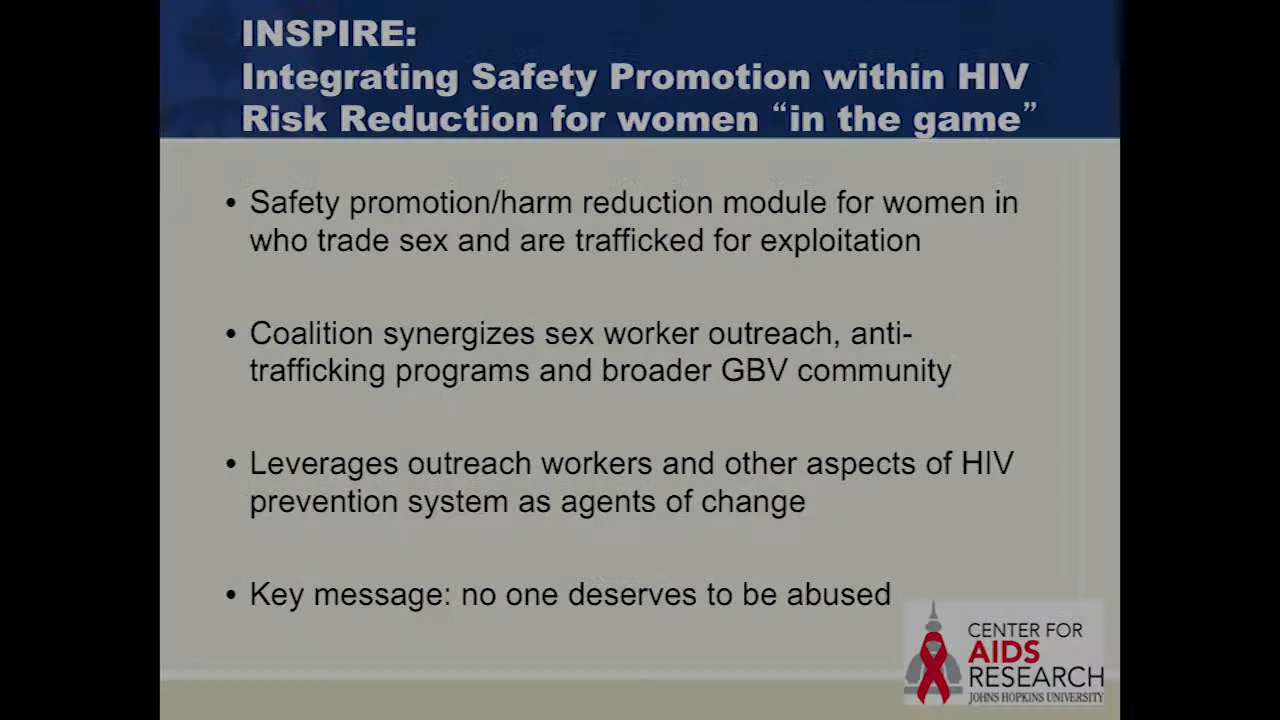 INSPIRE:
Integrating Safety Promotion within HIV
Risk Reduction for women “in the game”
• Safety promotion/harm reduction module for women in
who trade sex and are trafficked for exploitation
• Coalition synergizes sex worker outreach, anti-
trafficking programs and broader GBV community
• Leverages outreach workers and other aspects of HIV
prevention system as agents of change
• Key message: no one deserves to be abused
CENTER FOR
AIDS
RESEARCH
JOHNS HOPKINS UNIVERSITY